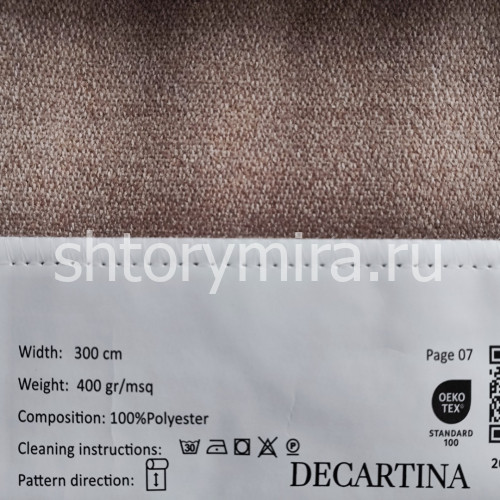 shtorymira.ru
Width: 300 cm
Page 07
Weight: 400 gr/msq
OEKO
TEX®
Composition: 100%Polyester
STANDARD
100
Cleaning instructions: 30 P
Pattern direction:
DECARTINA